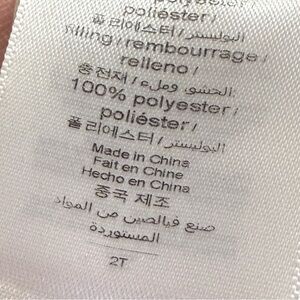 polyester /
poliéster /
폴리에스터 / البوليستر /
filling / rembourrage /
relleno /
충전재 / الحشو وملء /
100% polyester /
poliéster /
폴리에스터 / البوليستر /
Made in China
Fait en Chine
Hecho en China
중국 제조
صنع في الصين من المواد
المستوردة
2T